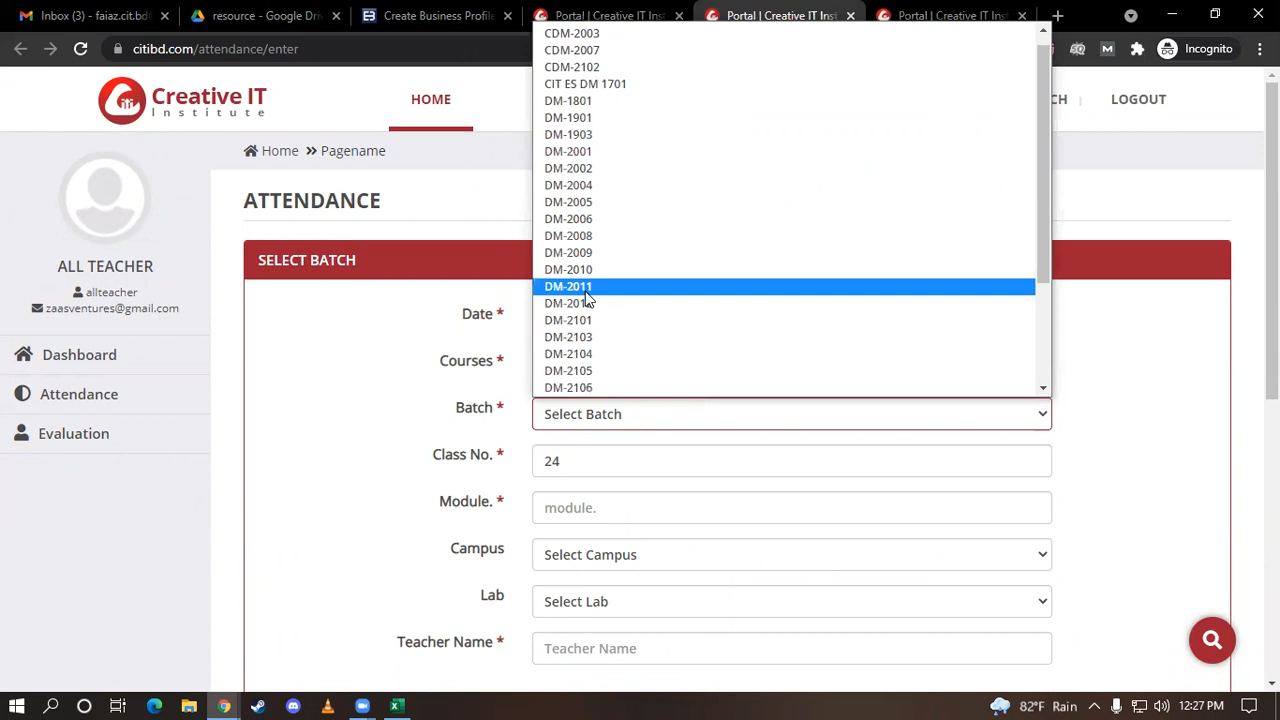 Inbox (3) - faiaz.cit.bd@
resource - Google Driv
Create Business Profile
Portal | Creative IT Ins
Portal | Creative IT Ins
Portal | Creative IT Ins
citibd.com/attendance/enter
Incognito
Creative IT
Institute
HOME
CH
LOGOUT
Home » Pagename
ALL TEACHER
allteacher
zaasventures@gmail.com
Dashboard
Attendance
Evaluation
ATTENDANCE
SELECT BATCH
CDM-2003
CDM-2007
CDM-2102
CIT ES DM 1701
DM-1801
DM-1901
DM-1903
DM-2001
DM-2002
DM-2004
DM-2005
DM-2006
DM-2008
DM-2009
DM-2010
DM-2011
DM-2101
DM-2103
DM-2104
DM-2105
DM-2106
Date *
Courses *
Batch * Select Batch
Class No. * 24
Module. * module.
Campus Select Campus
Lab Select Lab
Teacher Name * Teacher Name
82°F Rain
12:27 PM